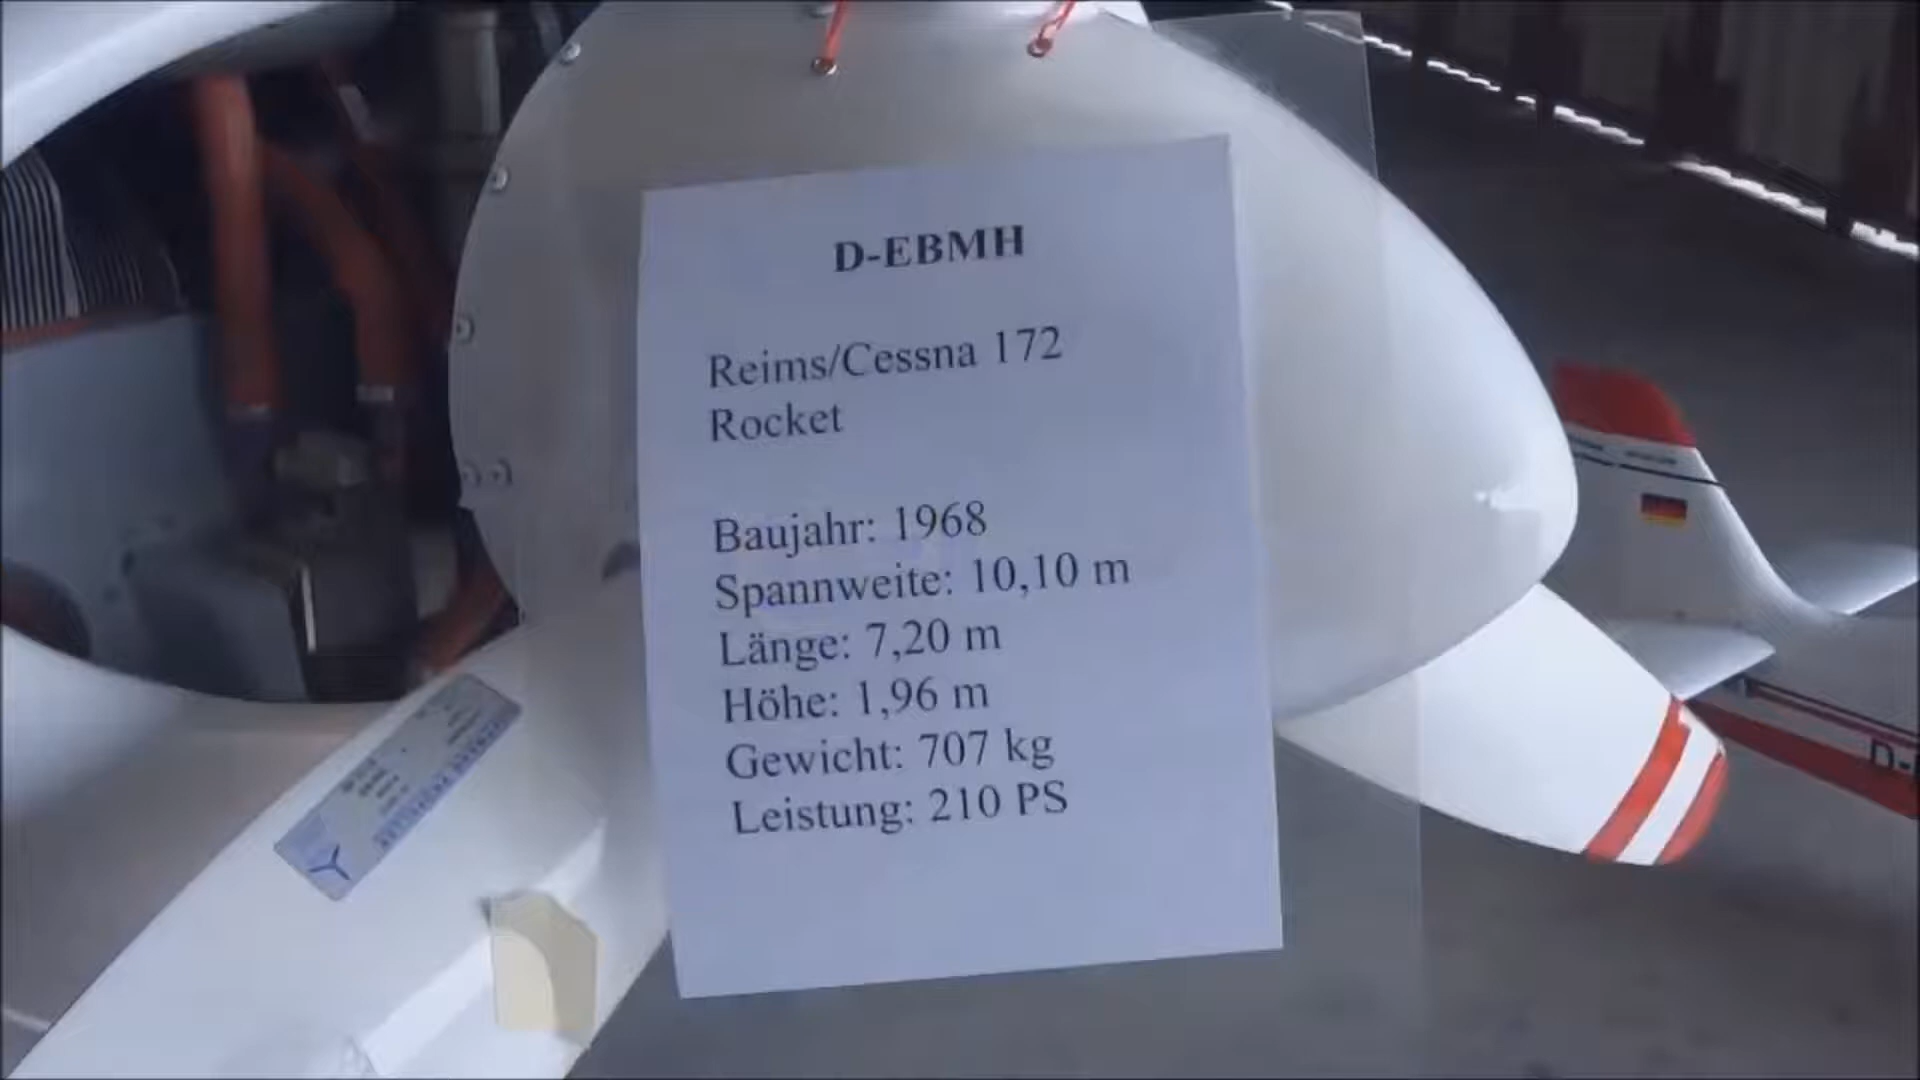 D-EBMH
Reims/Cessna 172
Rocket
Baujahr: 1968
Spannweite: 10,10 m
Länge: 7,20 m
Höhe: 1,96 m
Gewicht: 707 kg
Leistung: 210 PS
D-